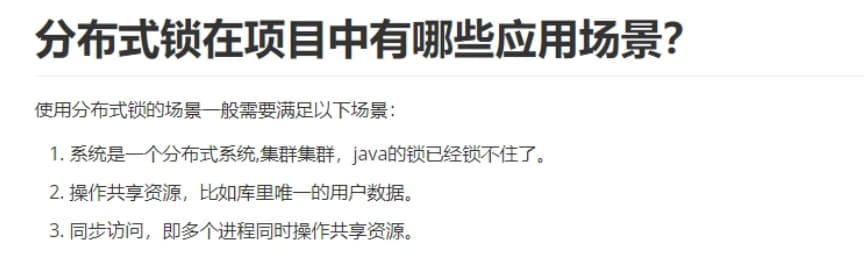 分布式锁在项目中有哪些应用场景？
使用分布式锁的场景一般需要满足以下场景：
1. 系统是一个分布式系统,集群集群，java的锁已经锁不住了。
2. 操作共享资源，比如库里唯一的用户数据。
3. 同步访问，即多个进程同时操作共享资源。